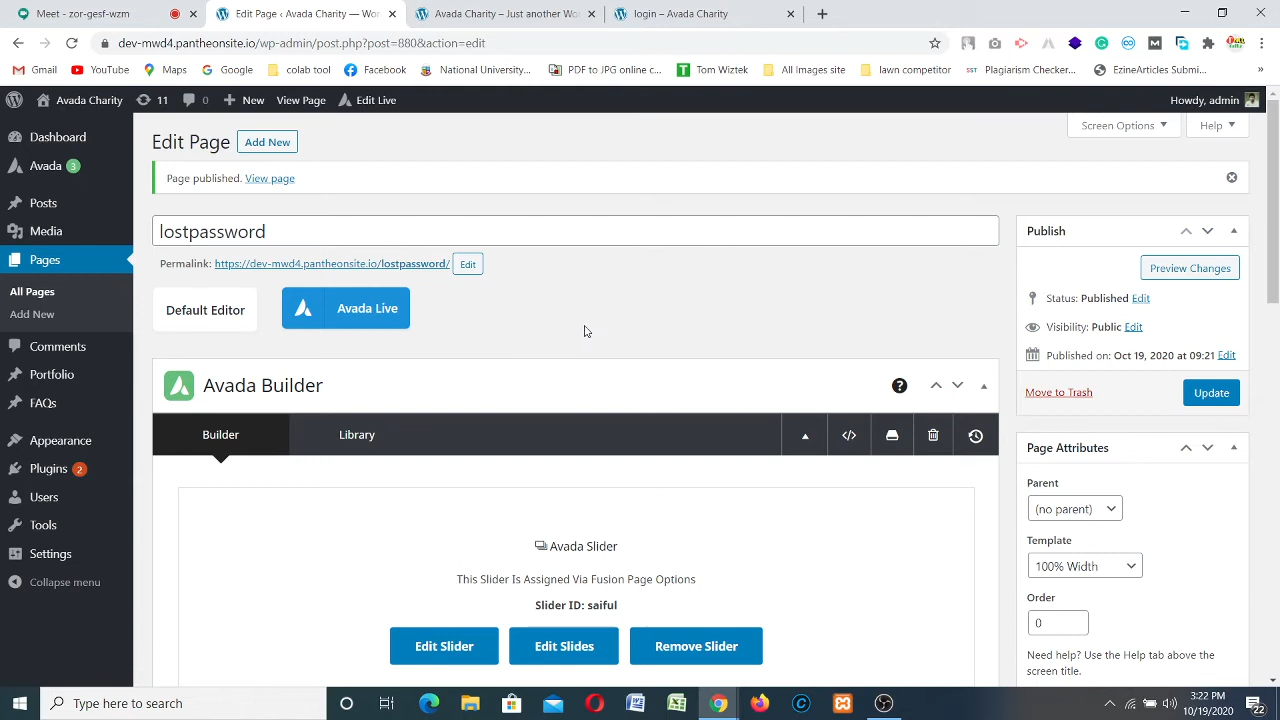 Meet – zor-gesf-wzm
Edit Page ‹ Avada Charity — Wor
Avada Charity – Just another Wo
login – Avada Charity
dev-mwd4.pantheonsite.io/wp-admin/post.php?post=880&action=edit
Gmail
YouTube
Maps
Google
colab tool
Facebook
National University...
PDF to JPG online c...
Tom Wiztek
All Images site
lawn competitor
SST
Plagiarism Checker...
EzineArticles Submi...
Avada Charity
11
0
New
View Page
Edit Live
Howdy, admin
Dashboard
Avada 3
Posts
Media
Pages
All Pages
Add New
Comments
Portfolio
FAQs
Appearance
Plugins 2
Users
Tools
Settings
Collapse menu
Screen Options
Help
Edit Page
Add New
Page published. View page
lostpassword
Permalink: https://dev-mwd4.pantheonsite.io/lostpassword/
Edit
Default Editor
Avada Live
Avada Builder
Builder
Library
Avada Slider
This Slider Is Assigned Via Fusion Page Options
Slider ID: saiful
Edit Slider
Edit Slides
Remove Slider
Publish
Preview Changes
Status: Published Edit
Visibility: Public Edit
Published on: Oct 19, 2020 at 09:21 Edit
Move to Trash
Update
Page Attributes
Parent
(no parent)
Template
100% Width
Order
0
Need help? Use the Help tab above the
screen title.
Type here to search
3:22 PM
10/19/2020
22